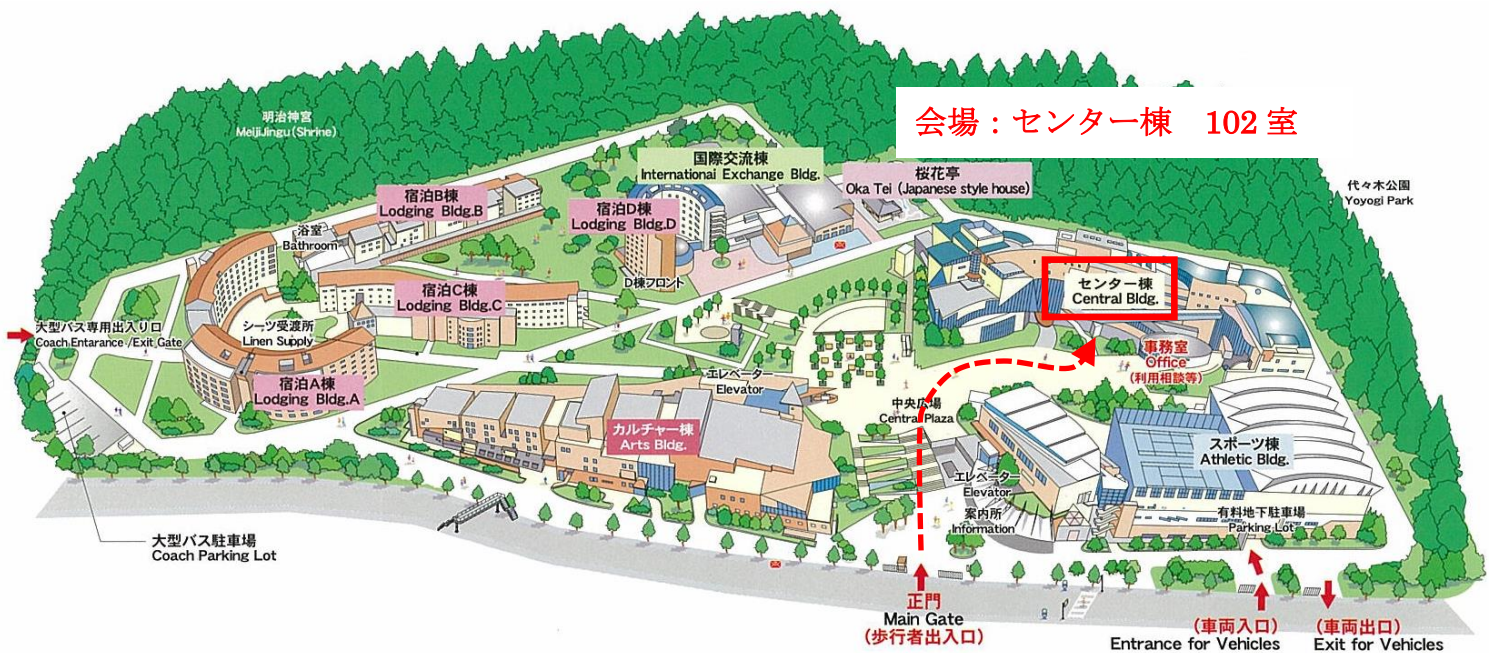 会場：センター棟　102 室
明治神宮
MeijiJingu(Shrine)
国際交流棟
International Exchange Bldg.
桜花亭
Oka Tei (Japanese style house)
代々木公園
Yoyogi Park
宿泊B棟
Lodging Bldg.B
宿泊D棟
Lodging Bldg.D
浴室
Bathroom
D棟フロント
センター棟
Central Bldg.
宿泊C棟
Lodging Bldg.C
大型バス専用出入り口
Coach Entarance /Exit Gate
シーツ受渡所
Linen Supply
事務室
Office
(利用相談等)
宿泊A棟
Lodging Bldg.A
エレベーター
Elevator
中央広場
Central Plaza
カルチャー棟
Arts Bldg.
スポーツ棟
Athletic Bldg.
エレベーター
Elevator
案内所
Information
有料地下駐車場
Parking Lot
大型バス駐車場
Coach Parking Lot
正門
Main Gate
(歩行者出入口)
(車両入口)
Entrance for Vehicles
(車両出口)
Exit for Vehicles